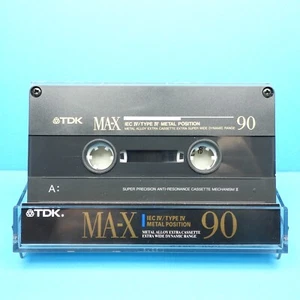 TDK MA-X IEC IV/TYPE IV METAL POSITION 90
METAL ALLOY EXTRA CASSETTE EXTRA SUPER WIDE DYNAMIC RANGE
A:
SUPER PRECISION ANTI-RESONANCE CASSETTE MECHANISM II
TDK. MA-X IEC IV/TYPE IV 90
METAL POSITION
METAL ALLOY EXTRA CASSETTE
EXTRA WIDE DYNAMIC RANGE